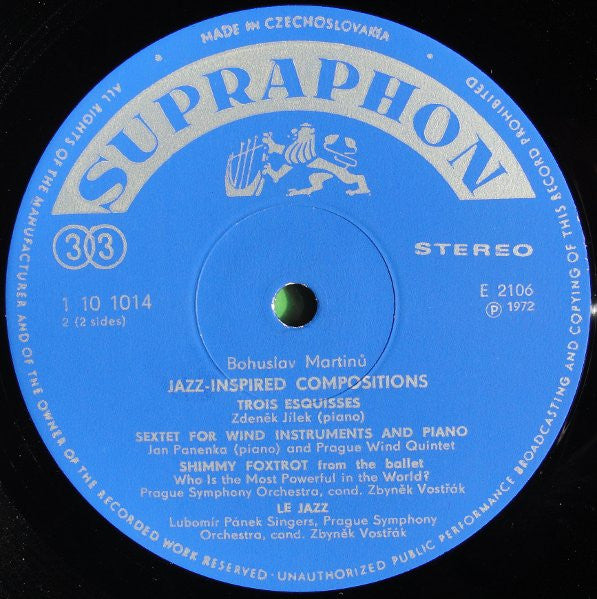 MADE IN CZECHOSLOVAKIA
SUPRAPHON
33
STEREO
1 10 1014
2 (2 sides)
E 2106
Ⓟ 1972
Bohuslav Martinů
JAZZ-INSPIRED COMPOSITIONS
TROIS ESQUISSES
Zdeněk Jílek (piano)
SEXTET FOR WIND INSTRUMENTS AND PIANO
Jan Panenka (piano) and Prague Wind Quintet
SHIMMY FOXTROT from the ballet
Who Is the Most Powerful in the World?
Prague Symphony Orchestra, cond. Zbyněk Vostřák
LE JAZZ
Lubomír Pánek Singers, Prague Symphony
Orchestra, cond. Zbyněk Vostřák
ALL RIGHTS OF THE MANUFACTURER AND OF THE OWNER OF THE RECORDED WORK RESERVED · UNAUTHORIZED PUBLIC PERFORMANCE BROADCASTING AND COPYING OF THIS RECORD PROHIBITED